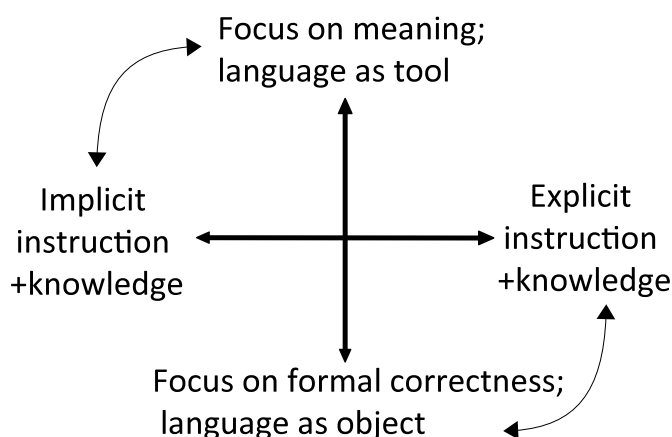 Focus on meaning;
language as tool
Implicit
instruction
+knowledge
Explicit
instruction
+knowledge
Focus on formal correctness;
language as object